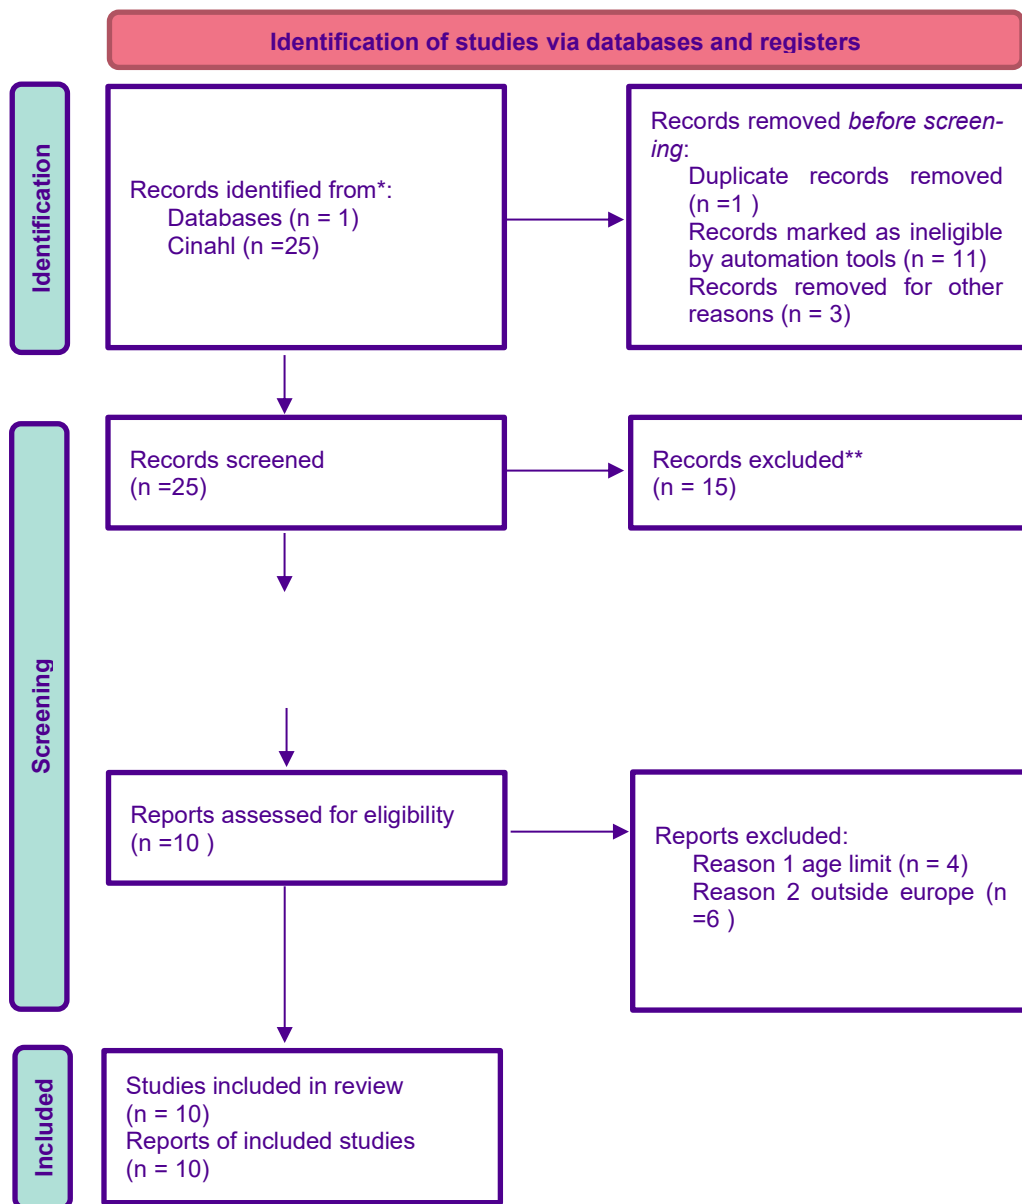 Identification of studies via databases and registers
Identification
Records identified from*:
Databases (n = 1)
Cinahl (n =25)
Records removed before screen-
ing:
Duplicate records removed
(n =1 )
Records marked as ineligible
by automation tools (n = 11)
Records removed for other
reasons (n = 3)
Screening
Records screened
(n =25)
Records excluded**
(n = 15)
Reports assessed for eligibility
(n =10 )
Reports excluded:
Reason 1 age limit (n = 4)
Reason 2 outside europe (n
=6 )
Included
Studies included in review
(n = 10)
Reports of included studies
(n = 10)